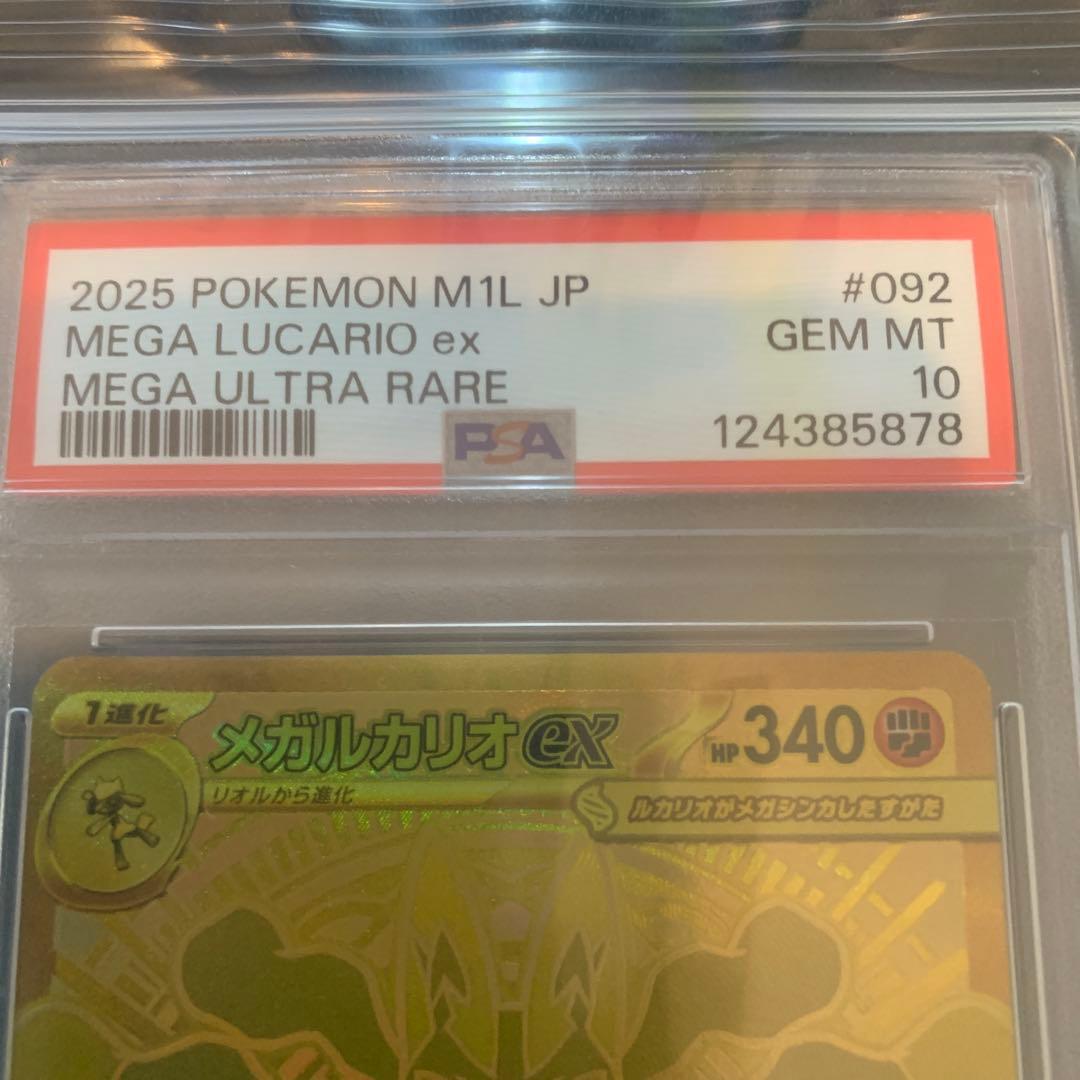 2025 POKEMON M1L JP #092
MEGA LUCARIO ex GEM MT
MEGA ULTRA RARE 10
PSA 124385878
1進化 メガルカリオex HP340
リオルから進化
ルカリオがメガシンカしたすがた